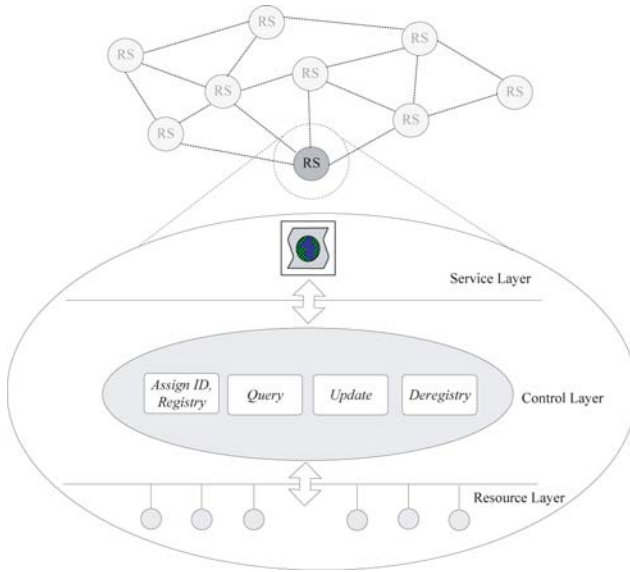 RS
RS
RS
RS
RS
RS
RS
RS
RS
RS
Service Layer
Assign ID,
Registry
Query
Update
Deregistry
Control Layer
Resource Layer